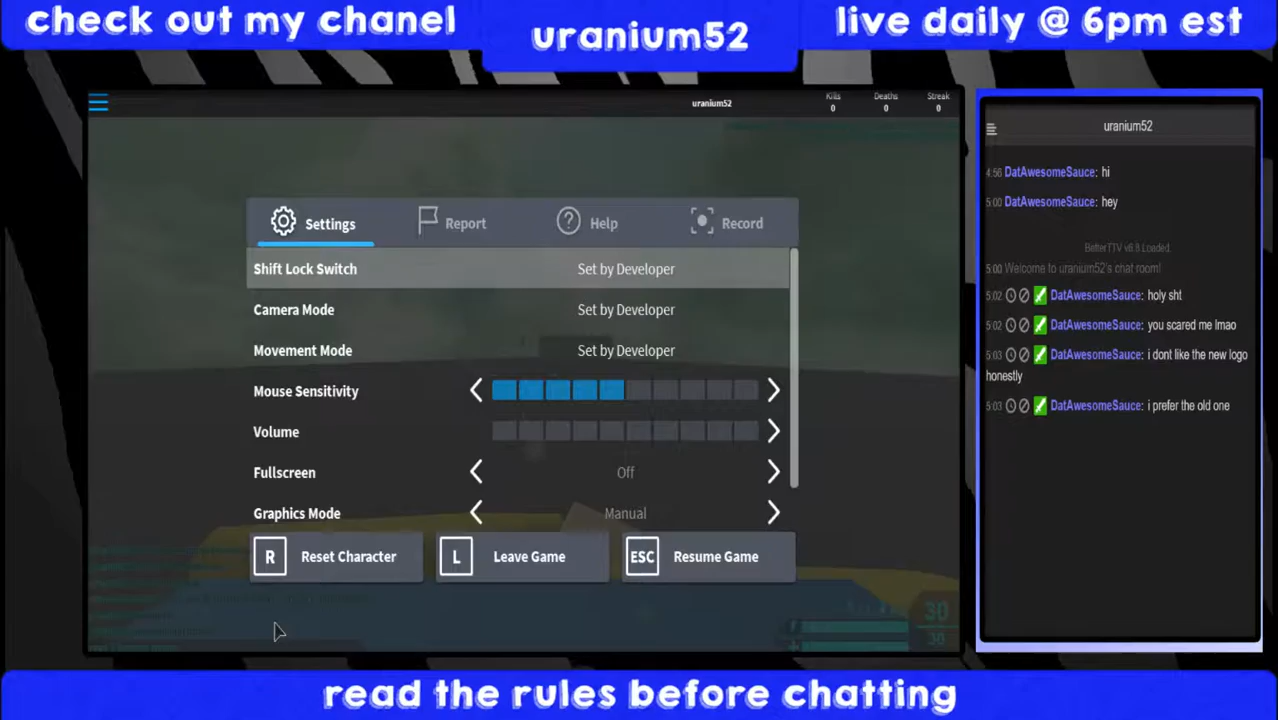 check out my chanel
uranium52
live daily @ 6pm est
uranium52
Kills
0
Deaths
0
Streak
0
Settings
Report
Help
Record
Shift Lock Switch
Set by Developer
Camera Mode
Set by Developer
Movement Mode
Set by Developer
Mouse Sensitivity
Volume
Fullscreen
Off
Graphics Mode
Manual
R
Reset Character
L
Leave Game
ESC
Resume Game
30
30
uranium52
4:56 DatAwesomeSauce: hi
5:00 DatAwesomeSauce: hey
BetterTTV v6.8 Loaded.
5:00 Welcome to uranium52's chat room!
5:02 DatAwesomeSauce: holy sht
5:02 DatAwesomeSauce: you scared me lmao
5:03 DatAwesomeSauce: i dont like the new logo
honestly
5:03 DatAwesomeSauce: i prefer the old one
read the rules before chatting